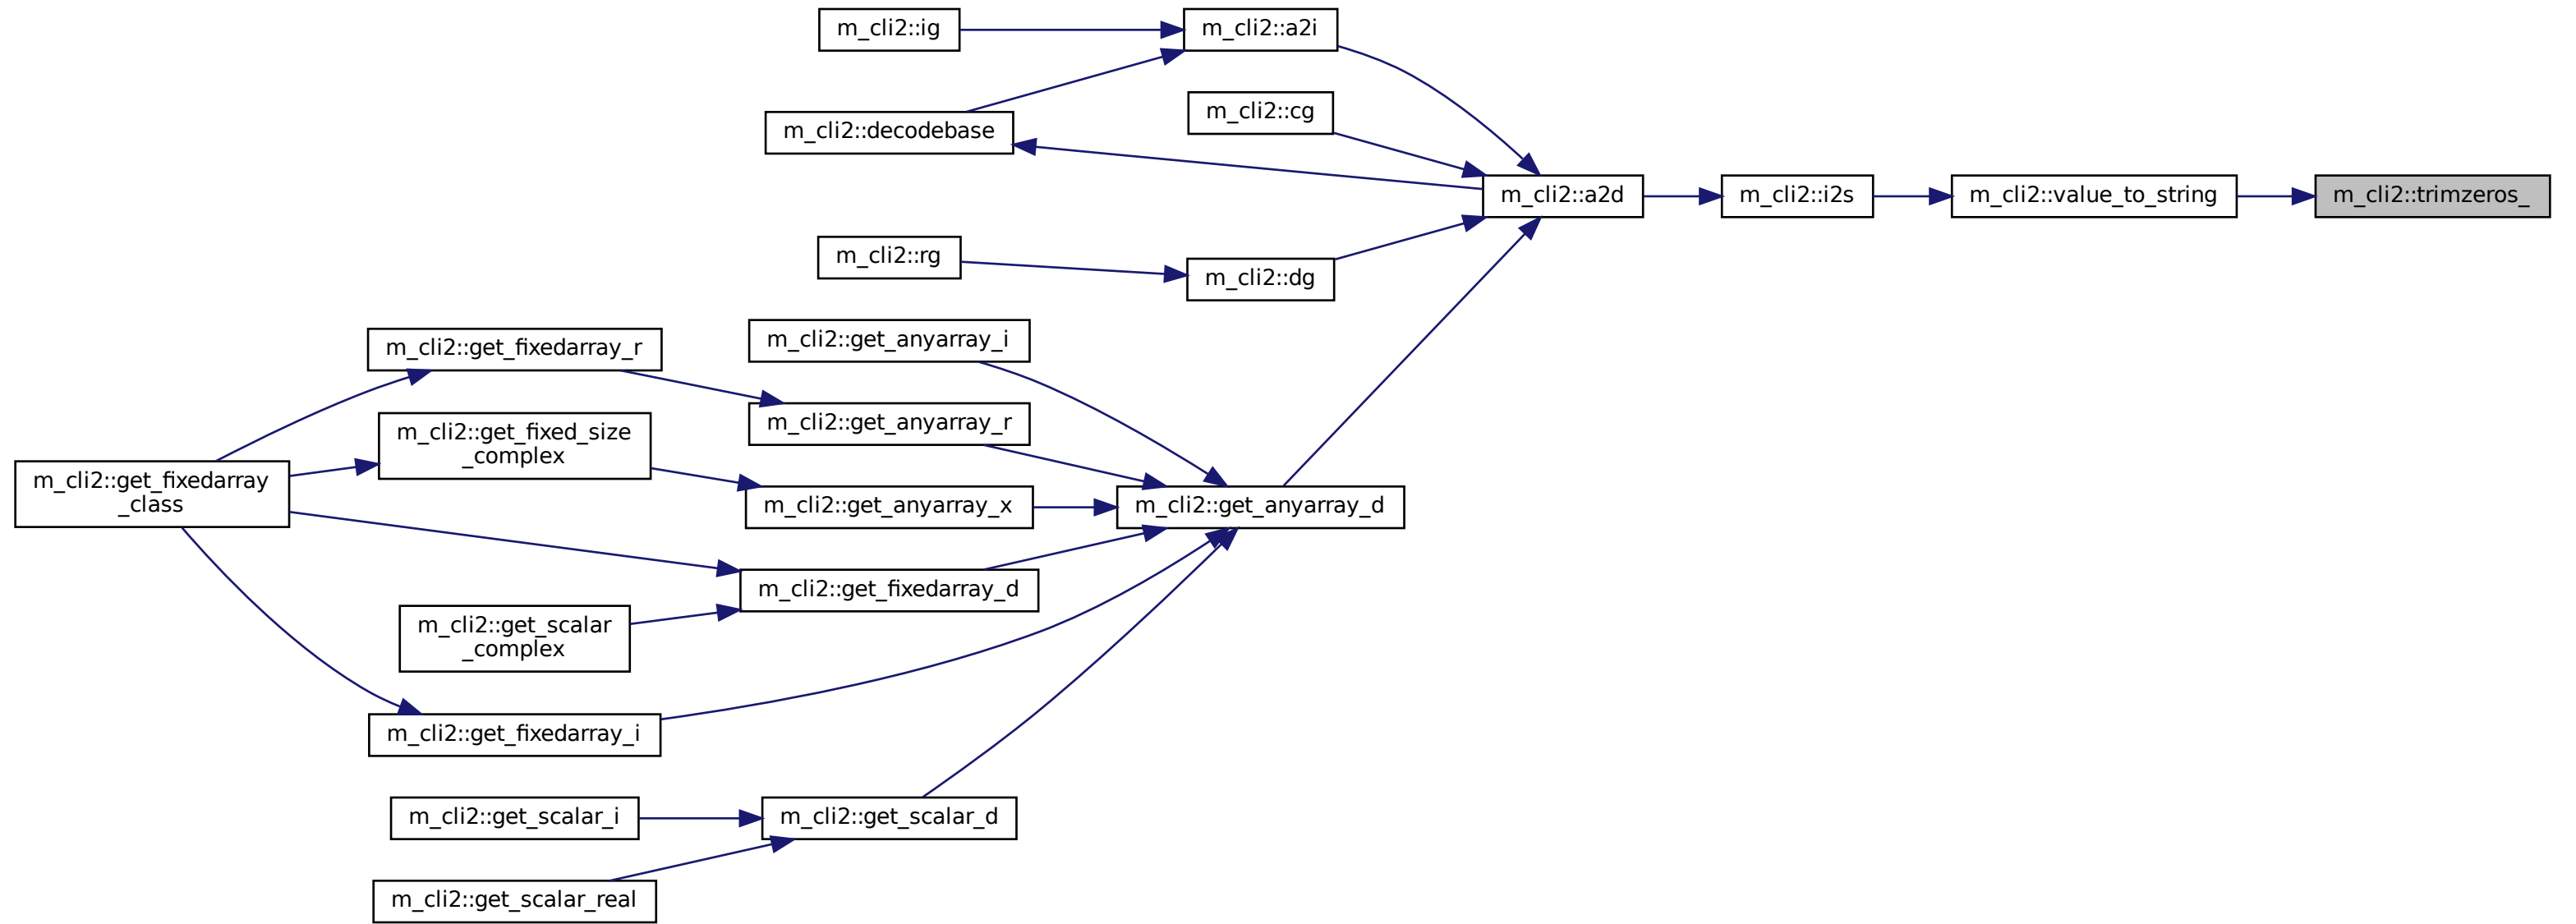 m_cli2::ig
m_cli2::a2i
m_cli2::cg
m_cli2::decodebase
m_cli2::a2d
m_cli2::i2s
m_cli2::value_to_string
m_cli2::trimzeros_
m_cli2::rg
m_cli2::dg
m_cli2::get_anyarray_i
m_cli2::get_fixedarray_r
m_cli2::get_anyarray_r
m_cli2::get_fixed_size
_complex
m_cli2::get_fixedarray
_class
m_cli2::get_anyarray_x
m_cli2::get_anyarray_d
m_cli2::get_fixedarray_d
m_cli2::get_scalar
_complex
m_cli2::get_fixedarray_i
m_cli2::get_scalar_i
m_cli2::get_scalar_d
m_cli2::get_scalar_real